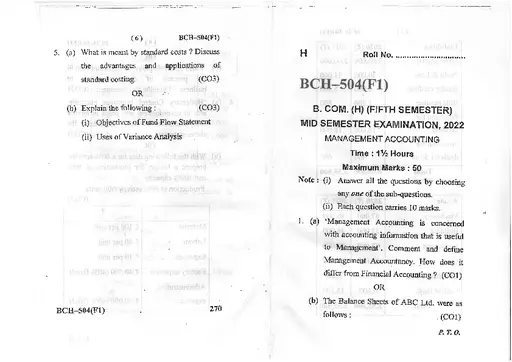 ( 6 ) BCH-504(F1)
5. (a) What is meant by standard costs ? Discuss
the advantages and applications of
standard costing. (CO3)
OR
(b) Explain the following : (CO3)
(i) Objectives of Fund Flow Statement
(ii) Uses of Variance Analysis
BCH-504(F1) 270
H Roll No. ............................
BCH-504(F1)
B. COM. (H) (FIFTH SEMESTER)
MID SEMESTER EXAMINATION, 2022
MANAGEMENT ACCOUNTING
Time : 1½ Hours
Maximum Marks : 50
Note : (i) Answer all the questions by choosing
any one of the sub-questions.
(ii) Each question carries 10 marks.
1. (a) 'Management Accounting is concerned
with accounting information that is useful
to Management'. Comment and define
Management Accountancy. How does it
differ from Financial Accounting ? (CO1)
OR
(b) The Balance Sheets of ABC Ltd. were as
follows : (CO1)
P. T. O.